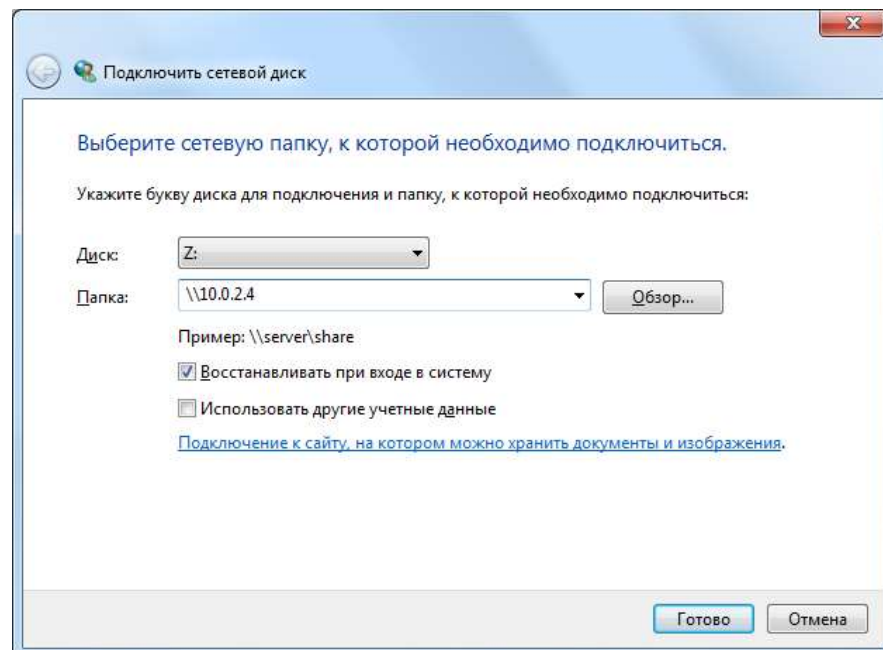 Подключить сетевой диск
Выберите сетевую папку, к которой необходимо подключиться.
Укажите букву диска для подключения и папку, к которой необходимо подключиться:
Диск: Z:
Папка: \\10.0.2.4 Обзор...
Пример: \\server\share
Восстанавливать при входе в систему
Использовать другие учетные данные
Подключение к сайту, на котором можно хранить документы и изображения.
Готово Отмена